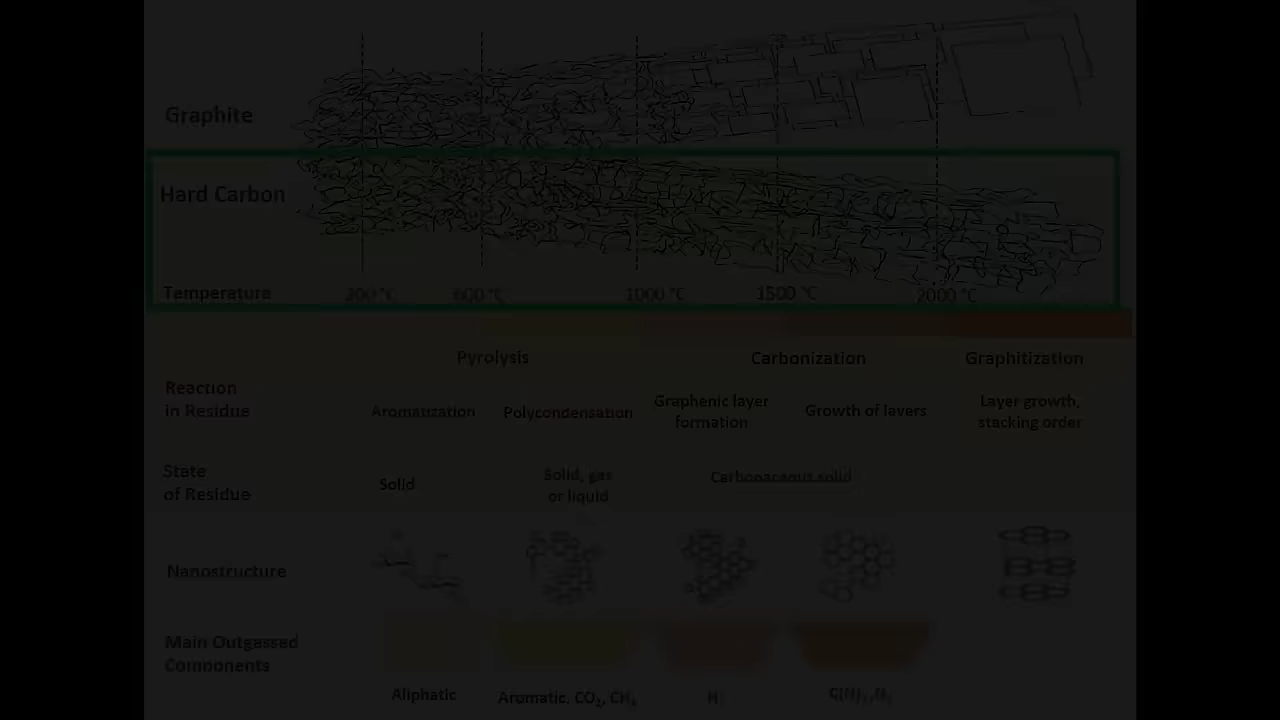 Graphite
Hard Carbon
Temperature 200 °C 600 °C 1000 °C 1500 °C 2000 °C
Pyrolysis Carbonization Graphitization
Reaction
in Residue
Aromatization Polycondensation Graphenic layer
formation Growth of layers Layer growth,
stacking order
State
of Residue
Solid Solid, gas
or liquid Carbonaceous solid
Nanostructure
Main Outgassed
Components
Aliphatic Aromatic, CO₂, CH₄